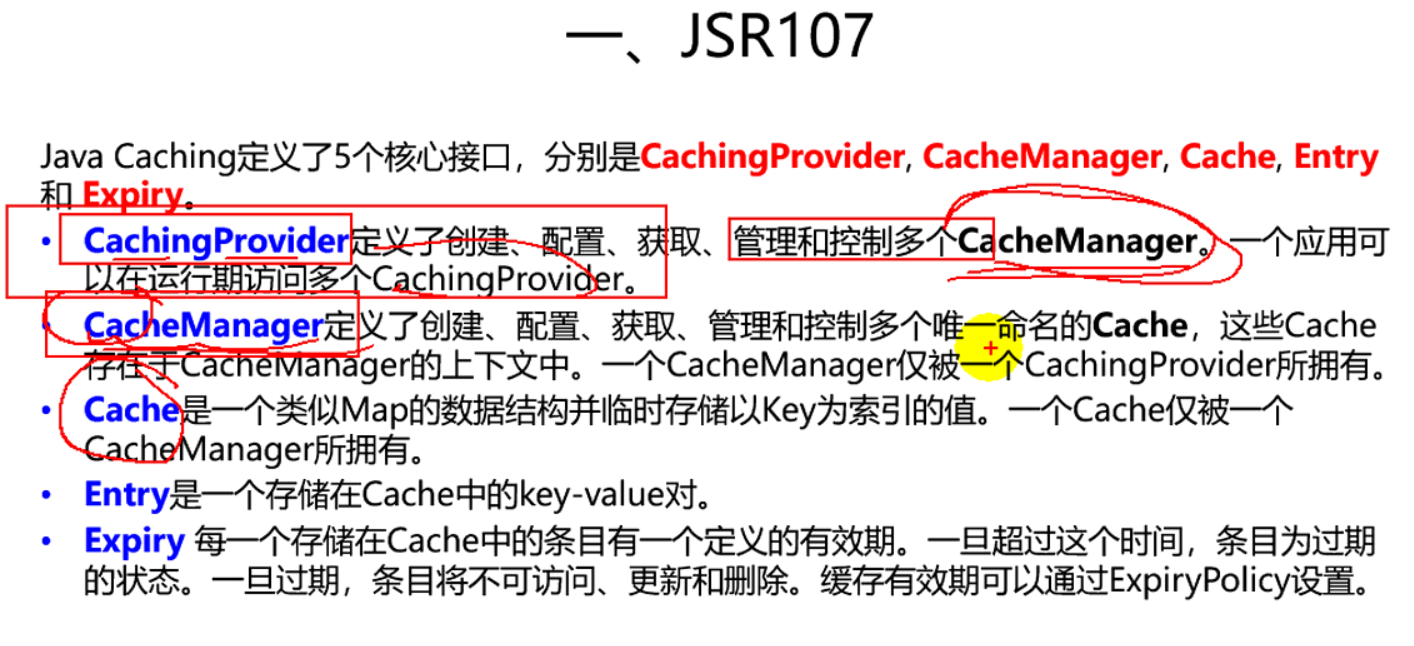 一、JSR107
Java Caching定义了5个核心接口，分别是CachingProvider, CacheManager, Cache, Entry
和 Expiry。
• CachingProvider定义了创建、配置、获取、管理和控制多个CacheManager。一个应用可
以在运行期访问多个CachingProvider。
• CacheManager定义了创建、配置、获取、管理和控制多个唯一命名的Cache，这些Cache
存在于CacheManager的上下文中。一个CacheManager仅被一个CachingProvider所拥有。
• Cache是一个类似Map的数据结构并临时存储以Key为索引的值。一个Cache仅被一个
CacheManager所拥有。
• Entry是一个存储在Cache中的key-value对。
• Expiry 每一个存储在Cache中的条目有一个定义的有效期。一旦超过这个时间，条目为过期
的状态。一旦过期，条目将不可访问、更新和删除。缓存有效期可以通过ExpiryPolicy设置。